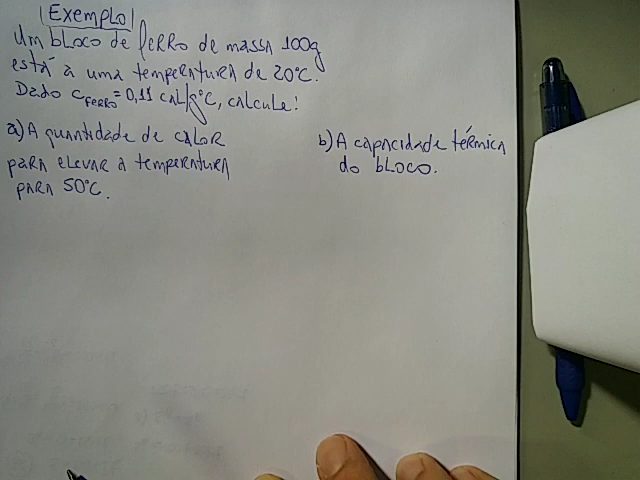 Exemplo
Um bloco de ferro de massa 100g
está à uma temperatura de 20°C.
Dado cFERRO = 0,11 cal/g°C, calcule:
a) A quantidade de calor
para elevar à temperatura
para 50°C.
b) A capacidade térmica
do bloco.